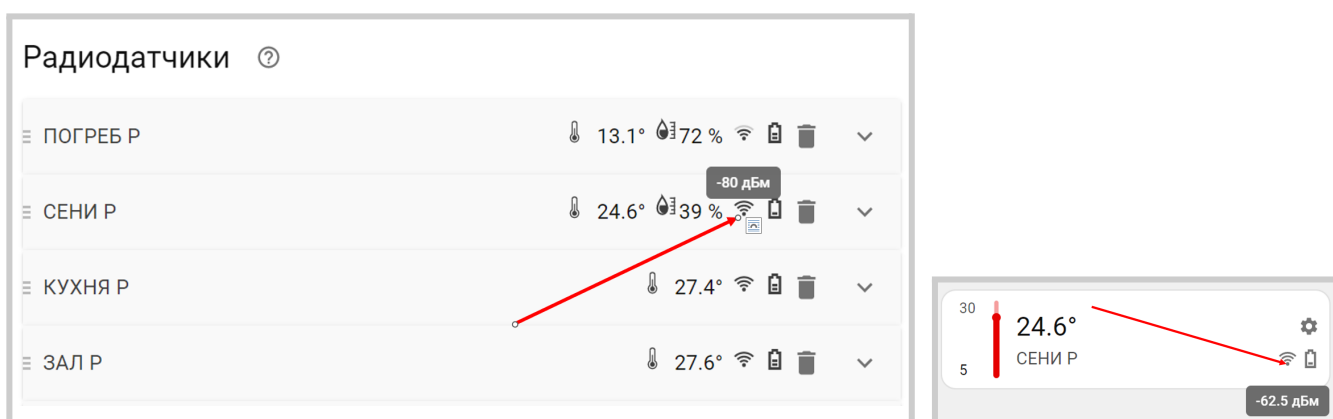 Радиодатчики
ПОГРЕБ Р 13.1° 72 %
-80 дБм
СЕНИ Р 24.6° 39 %
КУХНЯ Р 27.4°
ЗАЛ Р 27.6°
30
24.6°
СЕНИ Р
5
-62.5 дБм